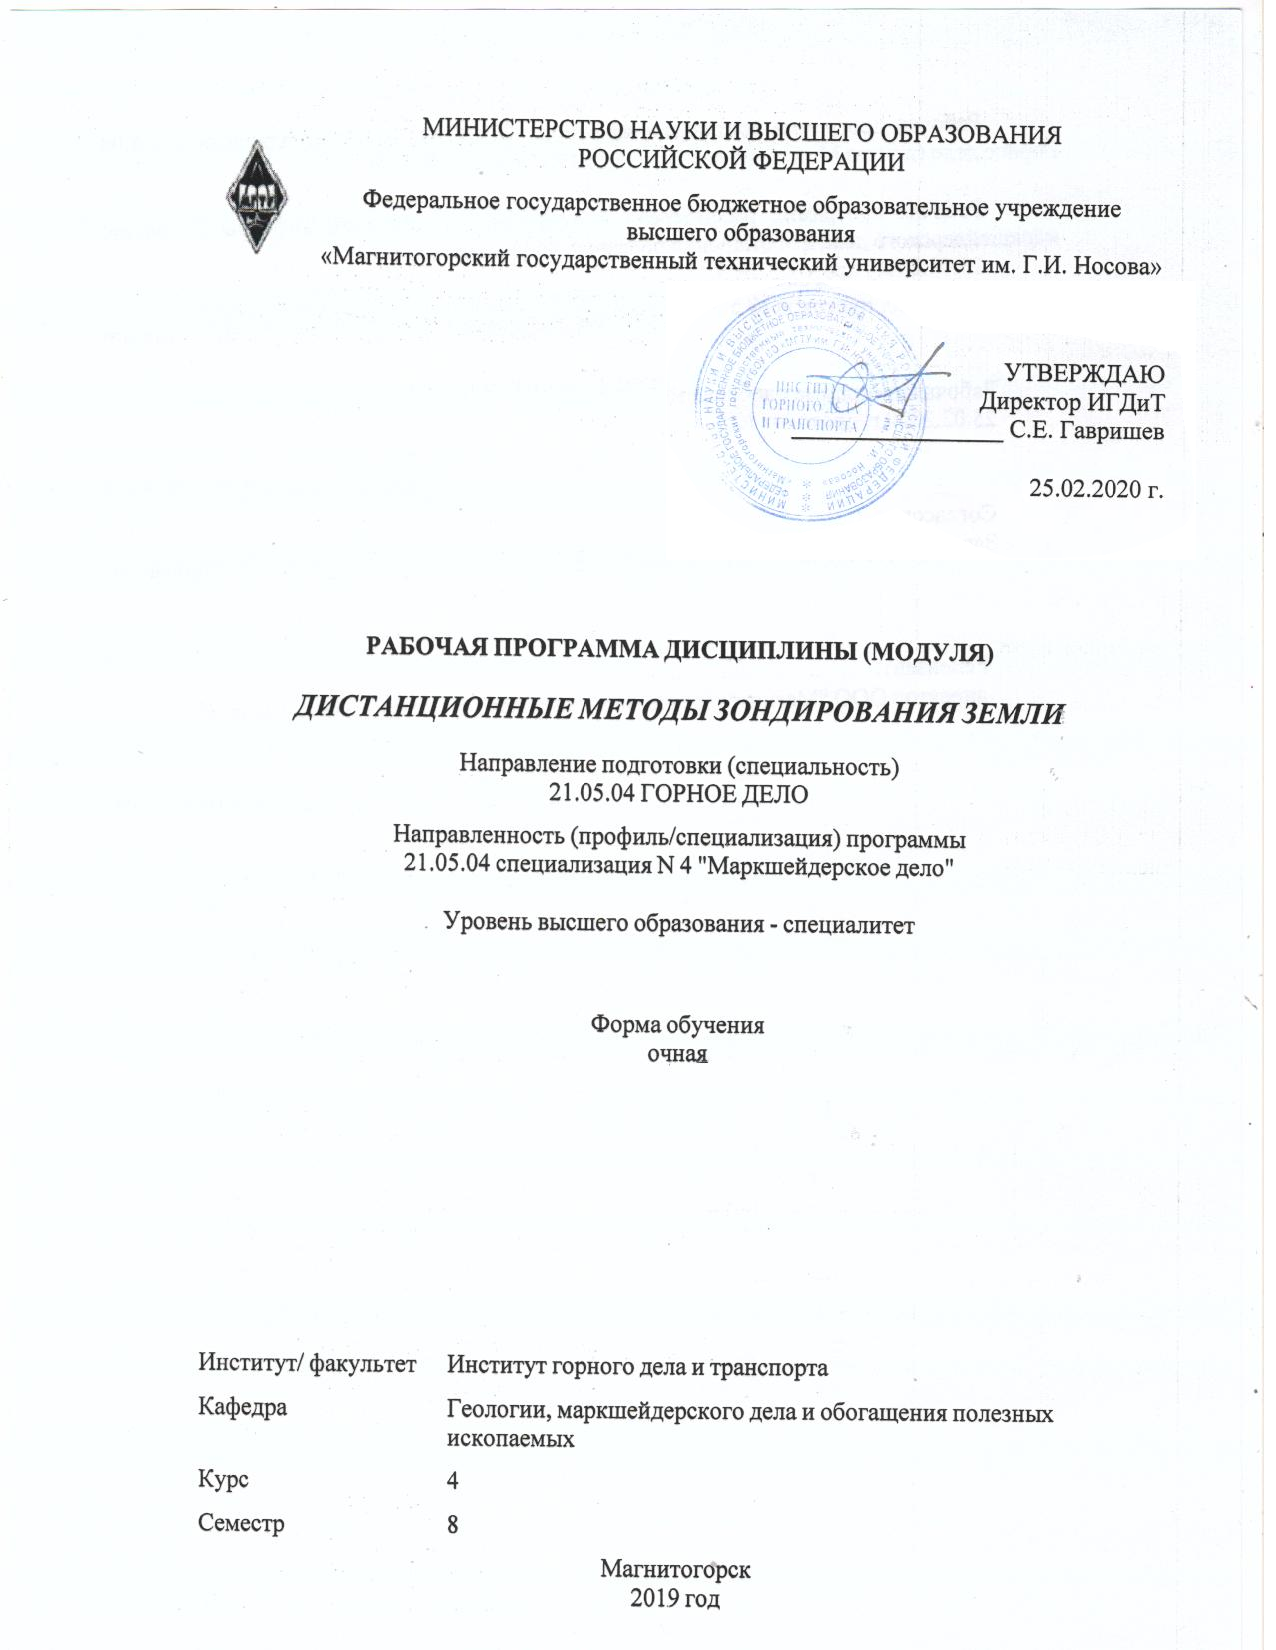 МИНИСТЕРСТВО НАУКИ И ВЫСШЕГО ОБРАЗОВАНИЯ
РОССИЙСКОЙ ФЕДЕРАЦИИ
Федеральное государственное бюджетное образовательное учреждение
высшего образования
«Магнитогорский государственный технический университет им. Г.И. Носова»
ИНСТИТУТ
ГОРНОГО ДЕЛА
И ТРАНСПОРТА
УТВЕРЖДАЮ
Директор ИГДиТ
С.Е. Гавришев
25.02.2020 г.
РАБОЧАЯ ПРОГРАММА ДИСЦИПЛИНЫ (МОДУЛЯ)
ДИСТАНЦИОННЫЕ МЕТОДЫ ЗОНДИРОВАНИЯ ЗЕМЛИ
Направление подготовки (специальность)
21.05.04 ГОРНОЕ ДЕЛО
Направленность (профиль/специализация) программы
21.05.04 специализация N 4 "Маркшейдерское дело"
Уровень высшего образования - специалитет
Форма обучения
очная
Институт/ факультет Институт горного дела и транспорта
Кафедра Геологии, маркшейдерского дела и обогащения полезных
ископаемых
Курс 4
Семестр 8
Магнитогорск
2019 год